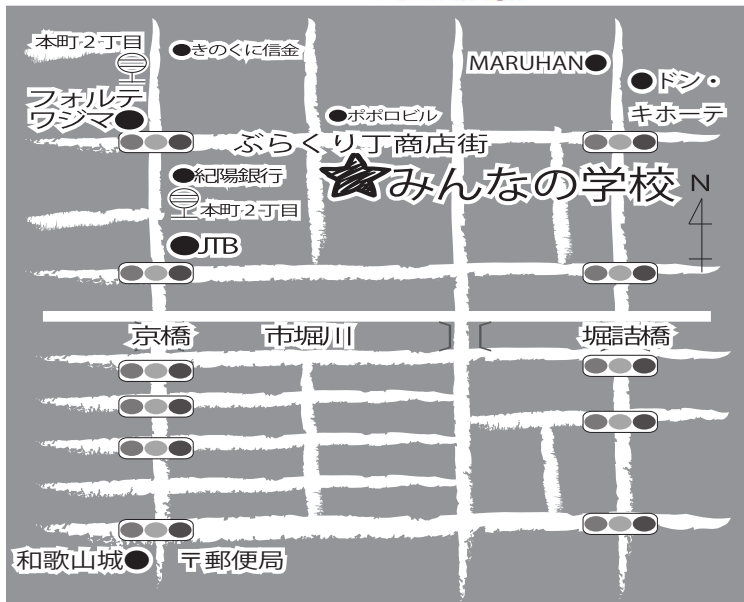 本町2丁目
きのくに信金
MARUHAN
ドン・
キホーテ
フォルテ
ワジマ
ポポロビル
ぶらくり丁商店街
紀陽銀行
みんなの学校
N
本町2丁目
JTB
京橋
市堀川
堀詰橋
和歌山城
〒郵便局